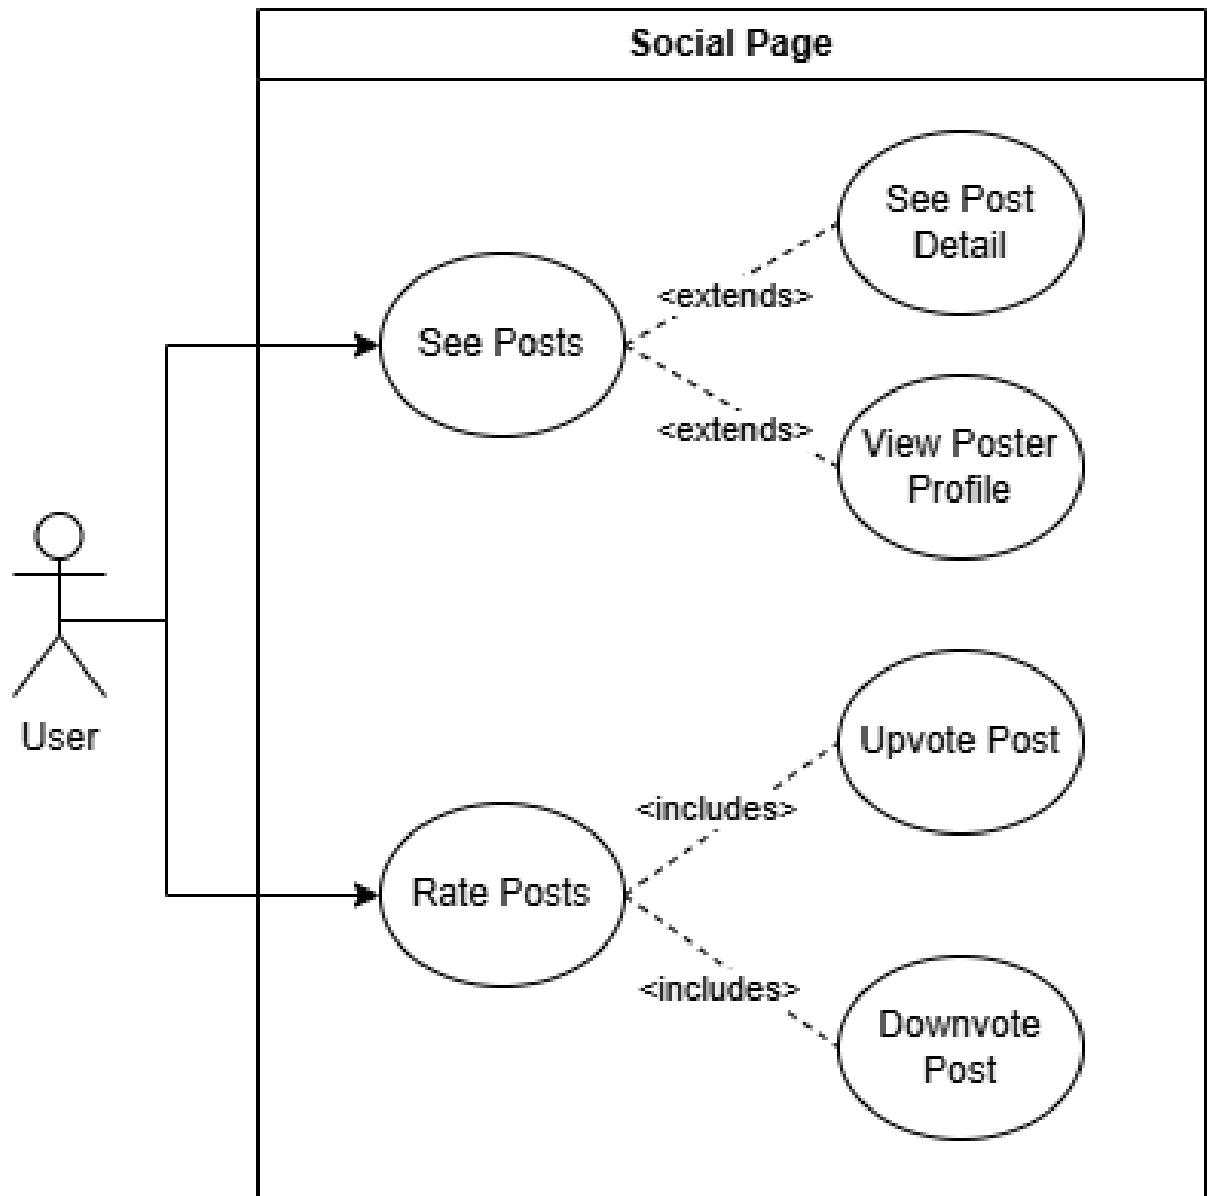 Social Page
See Post
Detail
<extends>
See Posts
<extends>
View Poster
Profile
User
Upvote Post
<includes>
Rate Posts
<includes>
Downvote
Post